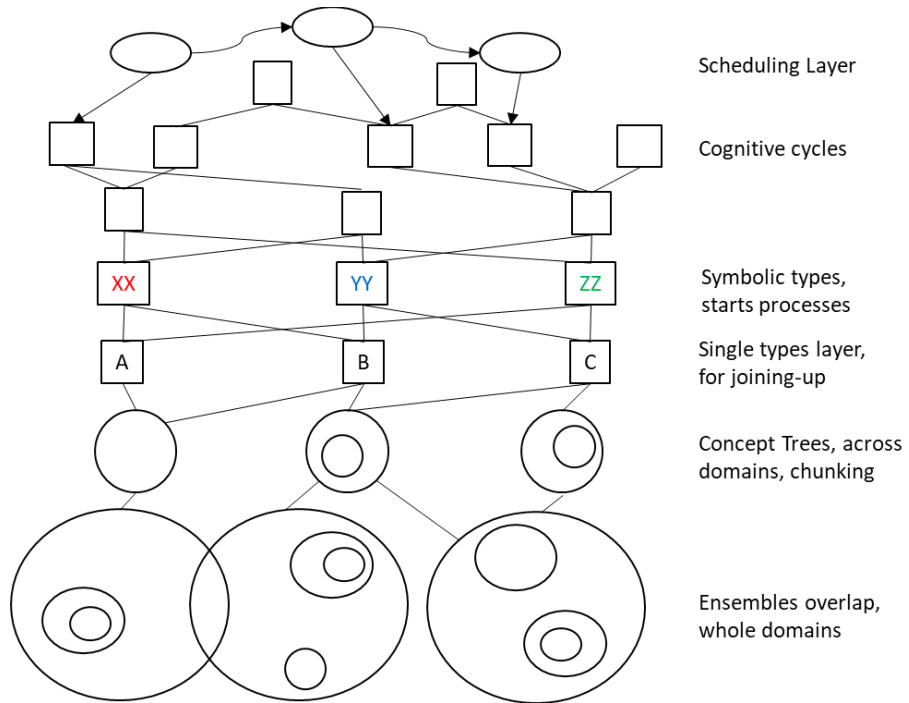 Scheduling Layer
Cognitive cycles
XX YY ZZ
Symbolic types,
starts processes
A B C
Single types layer,
for joining-up
Concept Trees, across
domains, chunking
Ensembles overlap,
whole domains